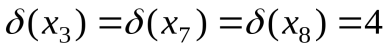 δ(x₃) = δ(x₇) = δ(x₈) = 4